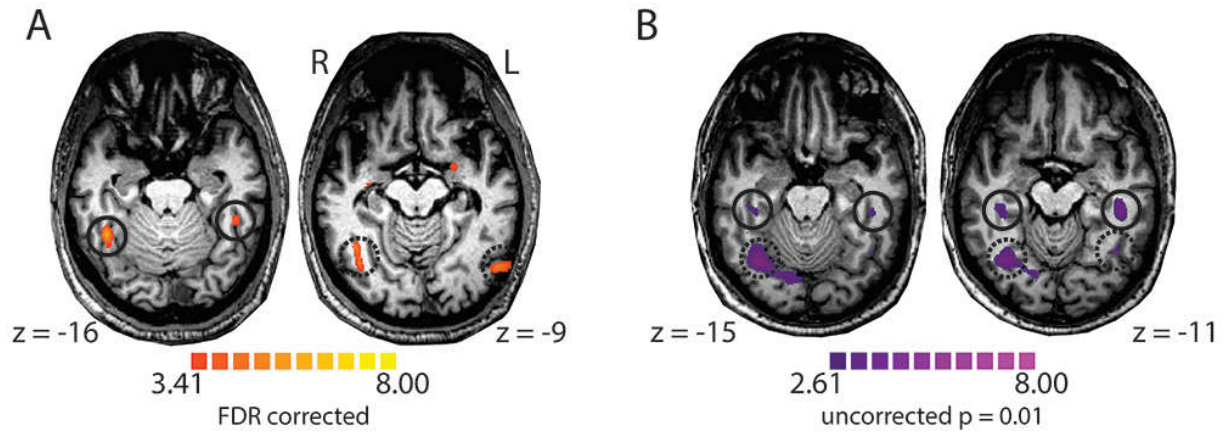 A
R
L
z = -16
z = -9
3.41
8.00
FDR corrected
B
z = -15
z = -11
2.61
8.00
uncorrected p = 0.01